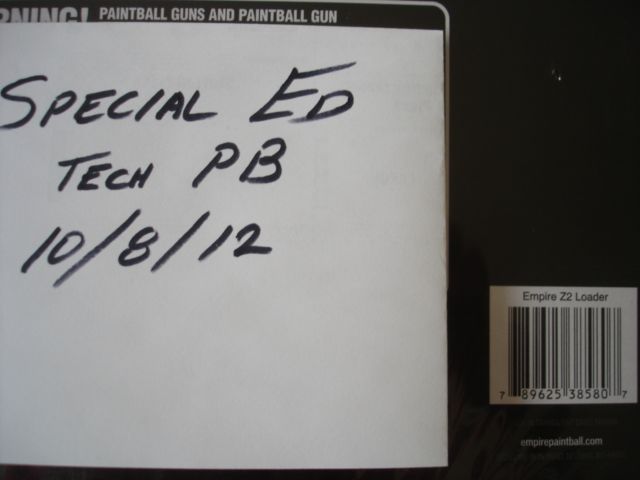 RNING! PAINTBALL GUNS AND PAINTBALL GUN
SPECIAL ED
TECH PB
10/8/12
Empire Z2 Loader
7 89625 38580 7
empirepaintball.com